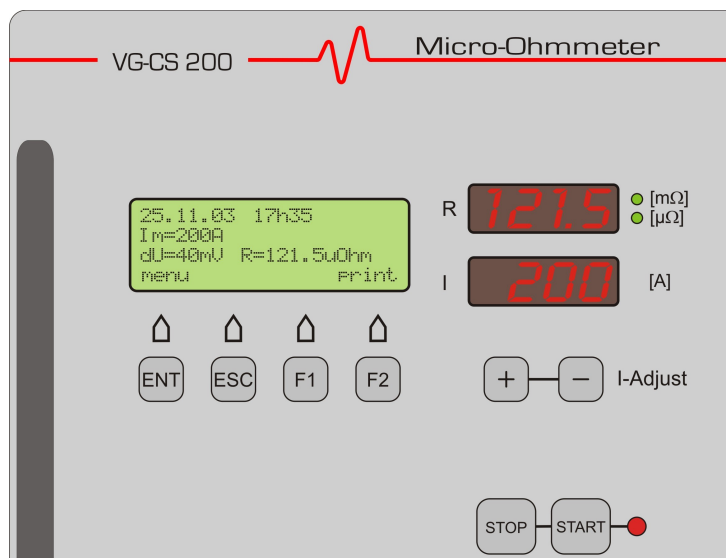 VG-CS 200
Micro-Ohmmeter
25.11.03 17h35
Im=200A
dU=40mV R=121.5uOhm
menu print
R 121.5 [mΩ]
[µΩ]
I 200 [A]
ENT ESC F1 F2
+ − I-Adjust
STOP START